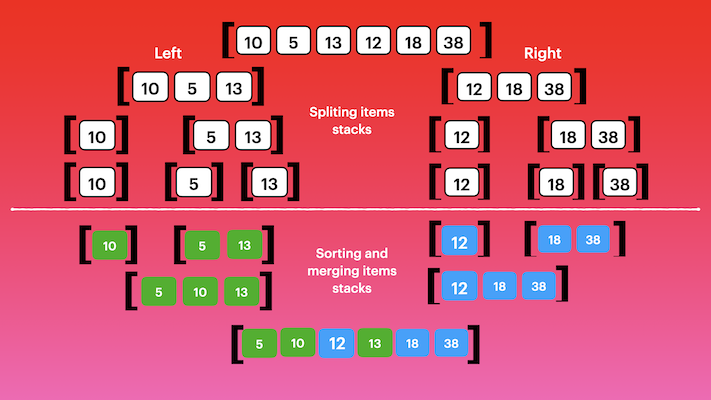 [ 10 5 13 12 18 38 ]
Left
Right
[ 10 5 13 ]
[ 12 18 38 ]
Spliting items
stacks
[ 10 ] [ 5 13 ]
[ 12 ] [ 18 38 ]
[ 10 ] [ 5 ] [ 13 ]
[ 12 ] [ 18 ] [ 38 ]
[ 10 ] [ 5 13 ]
[ 12 ] [ 18 38 ]
Sorting and
merging items
stacks
[ 5 10 13 ]
[ 12 18 38 ]
[ 5 10 12 13 18 38 ]